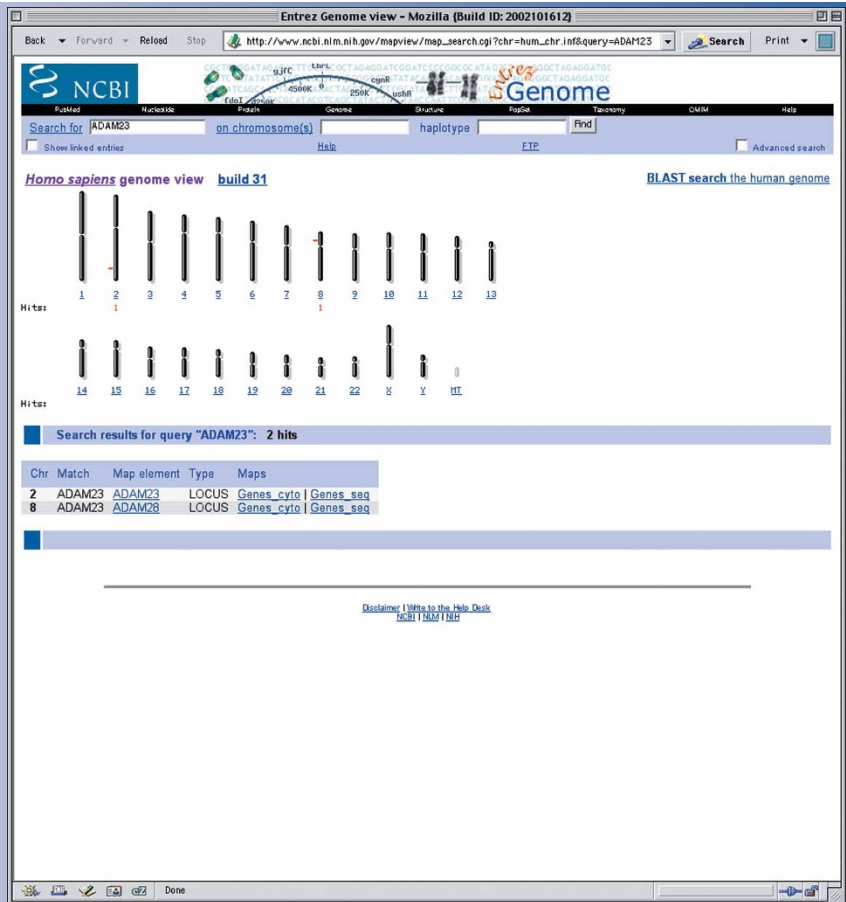 Entrez Genome view - Mozilla {Build ID: 2002101612}
Back Forward Reload Stop http://www.ncbi.nlm.nih.gov/mapview/map_search.cgi?chr=hum_chr.inf&query=ADAM23 Search Print
NCBI
Entrez Genome
PubMed Nucleotide Protein Genome Structure PopSet Taxonomy OMIM Help
Search for ADAM23 on chromosome(s) haplotype Find
Show linked entries Help FTP Advanced search
Homo sapiens genome view build 31 BLAST search the human genome
1 2 3 4 5 6 7 8 9 10 11 12 13
Hits: 1 1
14 15 16 17 18 19 20 21 22 X Y MT
Hits:
Search results for query "ADAM23": 2 hits
Chr Match Map element Type Maps
2 ADAM23 ADAM23 LOCUS Genes_cyto | Genes_seq
8 ADAM23 ADAM28 LOCUS Genes_cyto | Genes_seq
Disclaimer | Write to the Help Desk
NCBI | NLM | NIH
Done